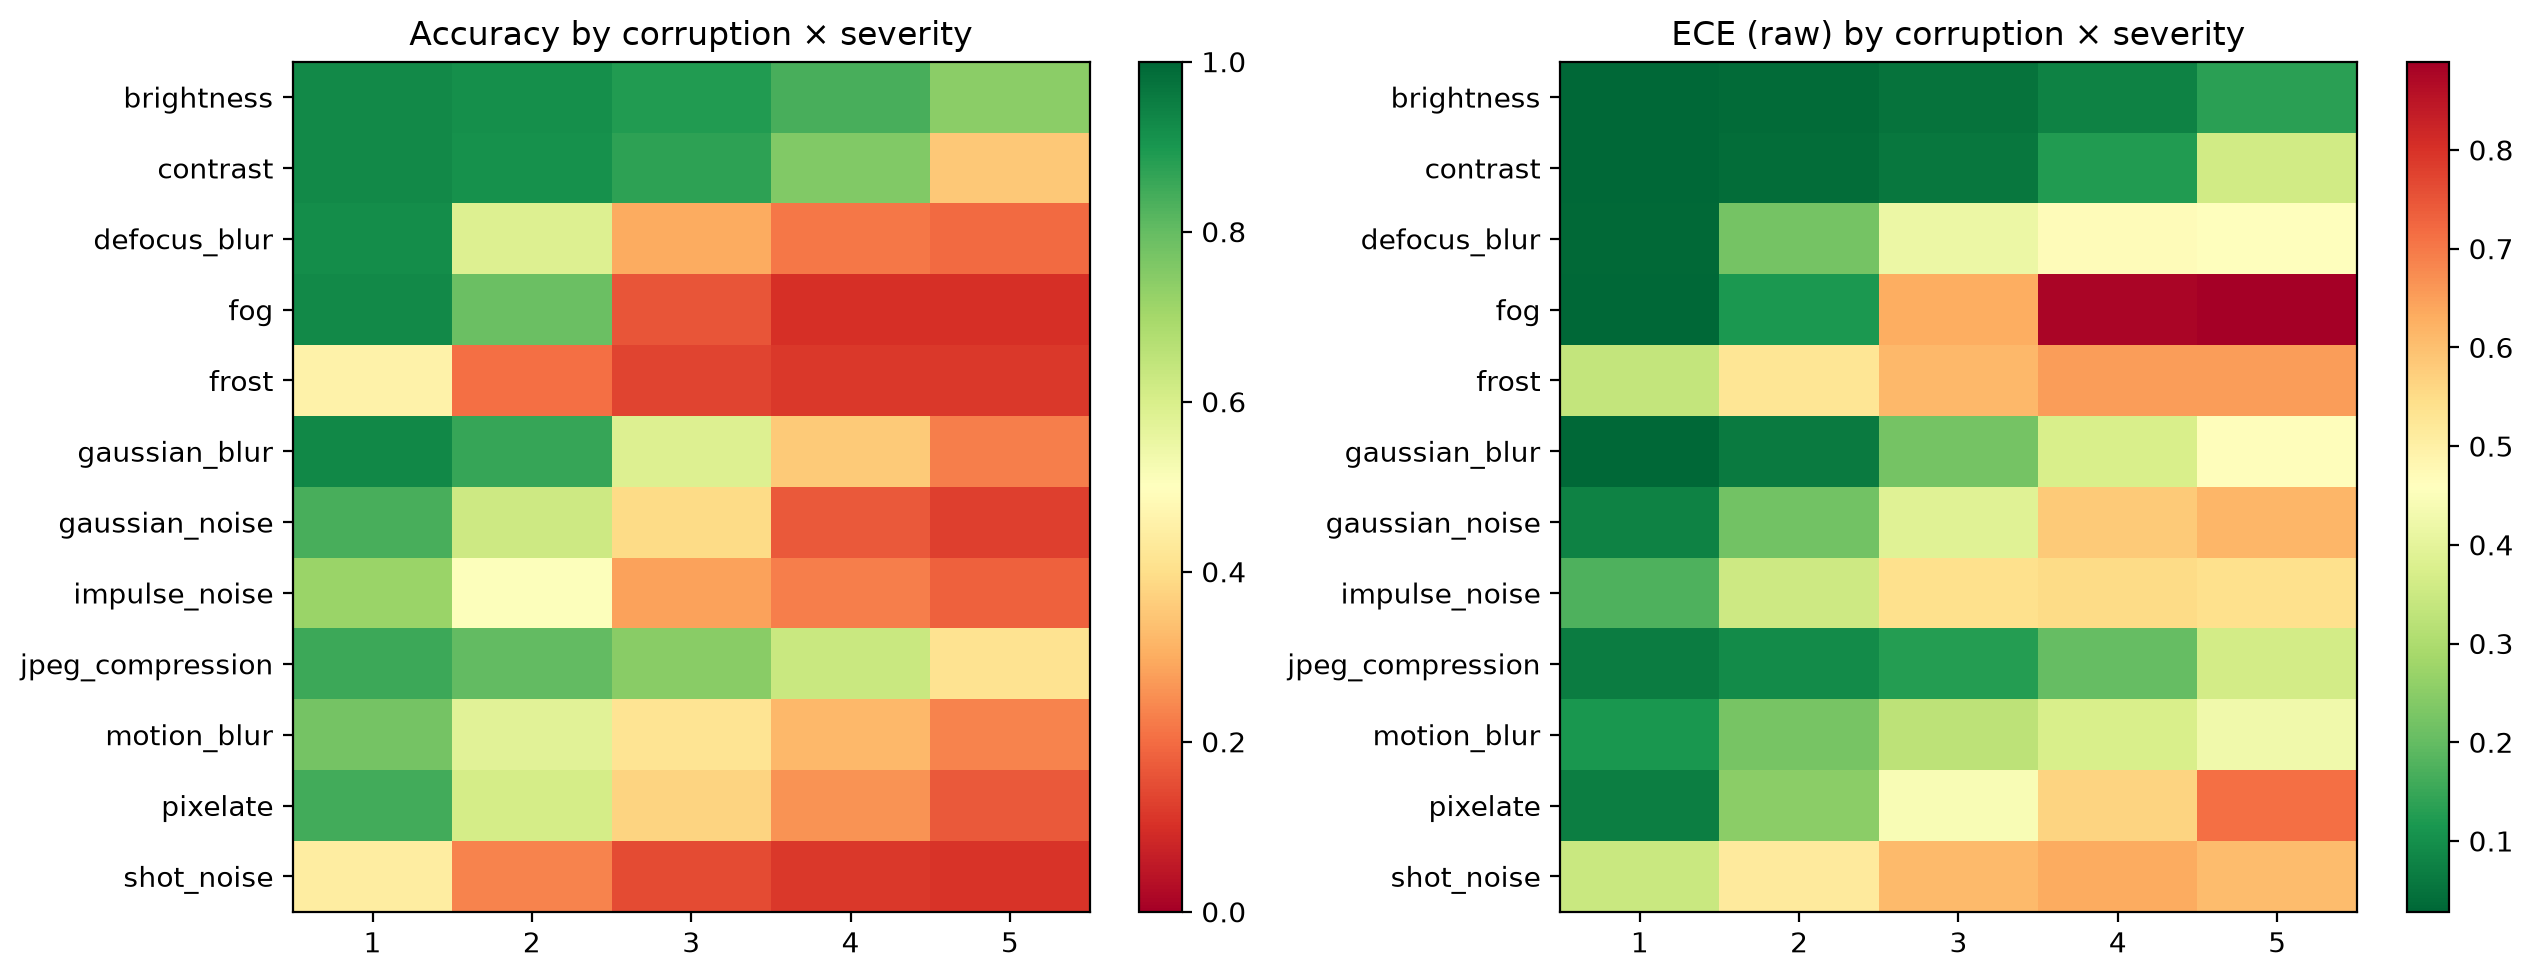 Accuracy by corruption × severity
brightness
contrast
defocus_blur
fog
frost
gaussian_blur
gaussian_noise
impulse_noise
jpeg_compression
motion_blur
pixelate
shot_noise
1 2 3 4 5
1.0
0.8
0.6
0.4
0.2
0.0
ECE (raw) by corruption × severity
brightness
contrast
defocus_blur
fog
frost
gaussian_blur
gaussian_noise
impulse_noise
jpeg_compression
motion_blur
pixelate
shot_noise
1 2 3 4 5
0.8
0.7
0.6
0.5
0.4
0.3
0.2
0.1